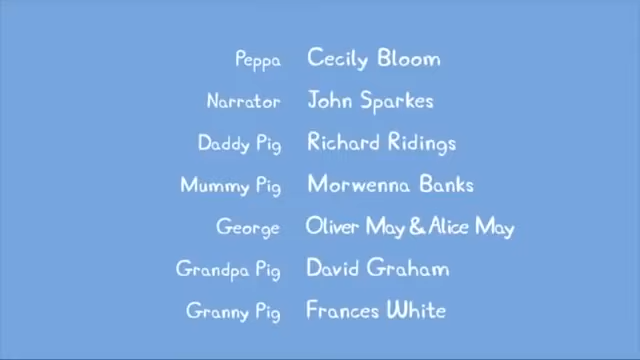 Peppa Cecily Bloom
Narrator John Sparkes
Daddy Pig Richard Ridings
Mummy Pig Morwenna Banks
George Oliver May & Alice May
Grandpa Pig David Graham
Granny Pig Frances White